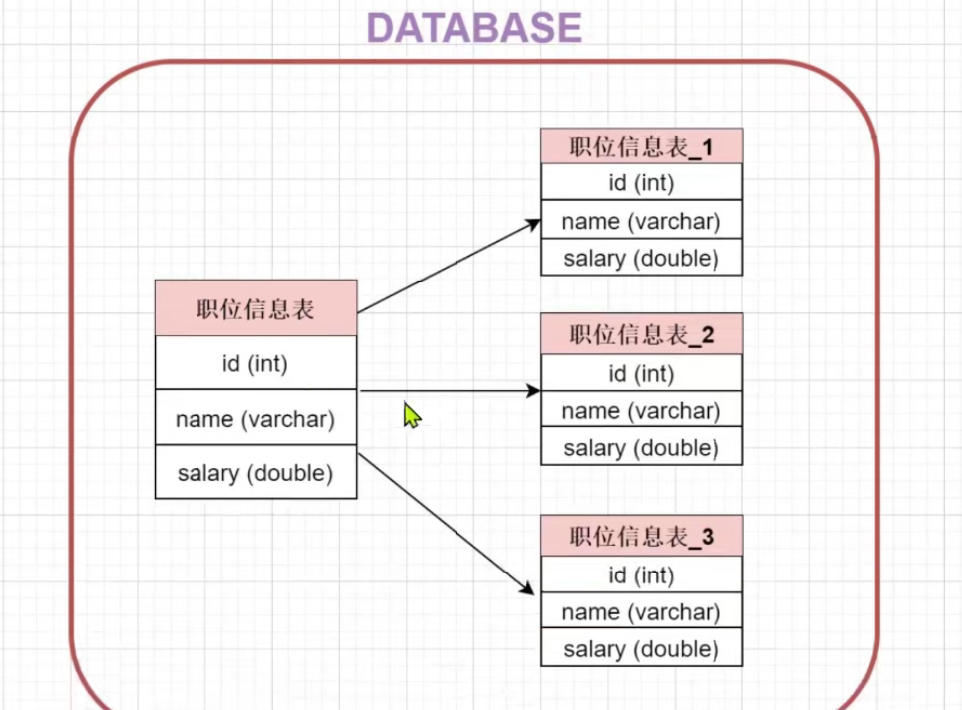 DATABASE
职位信息表
id (int)
name (varchar)
salary (double)
职位信息表_1
id (int)
name (varchar)
salary (double)
职位信息表_2
id (int)
name (varchar)
salary (double)
职位信息表_3
id (int)
name (varchar)
salary (double)